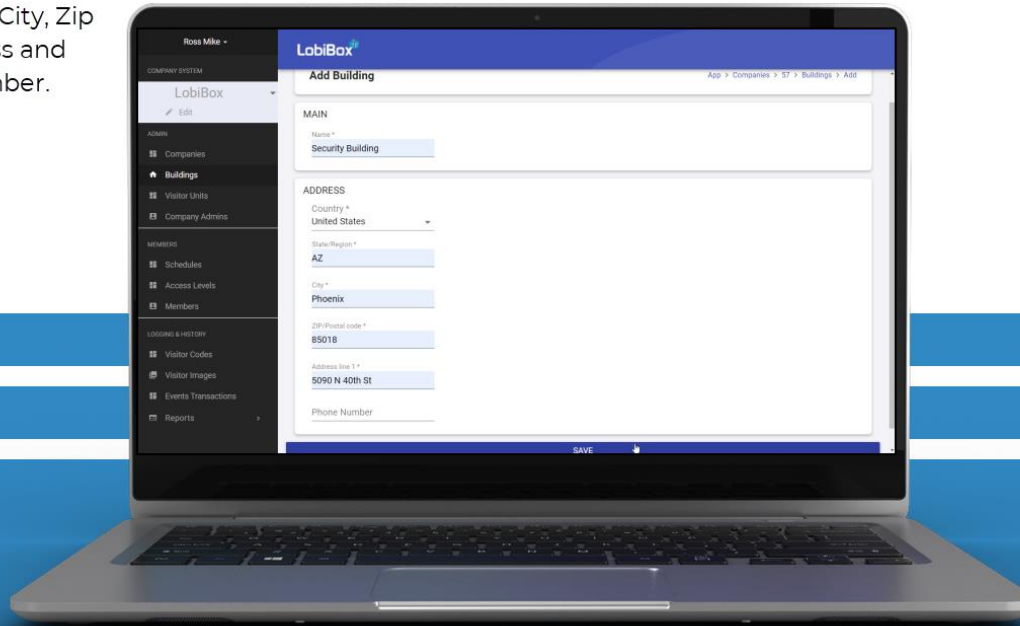 City, Zip
ss and
nber.
Ross Mike
COMPANY SYSTEM
LobiBox
Edit
ADMIN
Companies
Buildings
Visitor Units
Company Admins
MEMBERS
Schedules
Access Levels
Members
LOGGING & HISTORY
Visitor Codes
Visitor Images
Events Transactions
Reports >
LobiBox
Add Building
App > Companies > 57 > Buildings > Add
MAIN
Name *
Security Building
ADDRESS
Country *
United States
State/Region *
AZ
City *
Phoenix
ZIP/Postal code *
85018
Address line 1 *
5090 N 40th St
Phone Number
SAVE